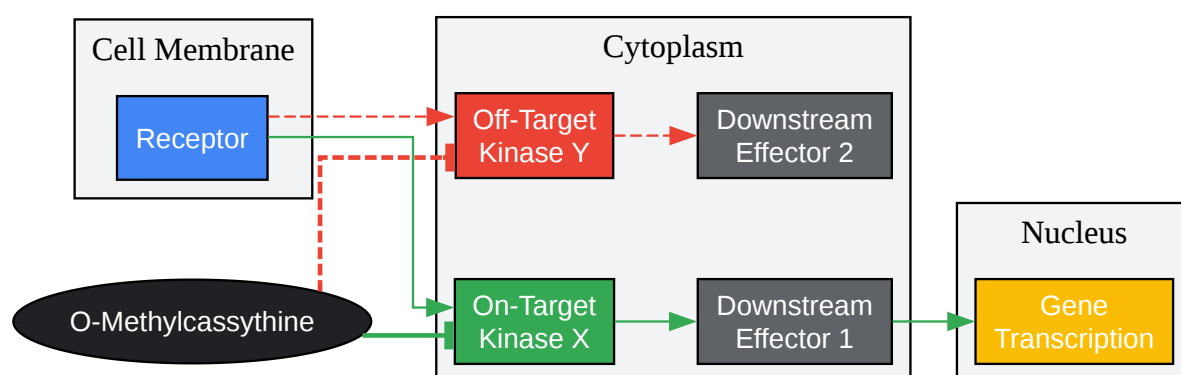 Cell Membrane
Receptor
Cytoplasm
Off-Target
Kinase Y
Downstream
Effector 2
O-Methylcassythine
On-Target
Kinase X
Downstream
Effector 1
Nucleus
Gene
Transcription